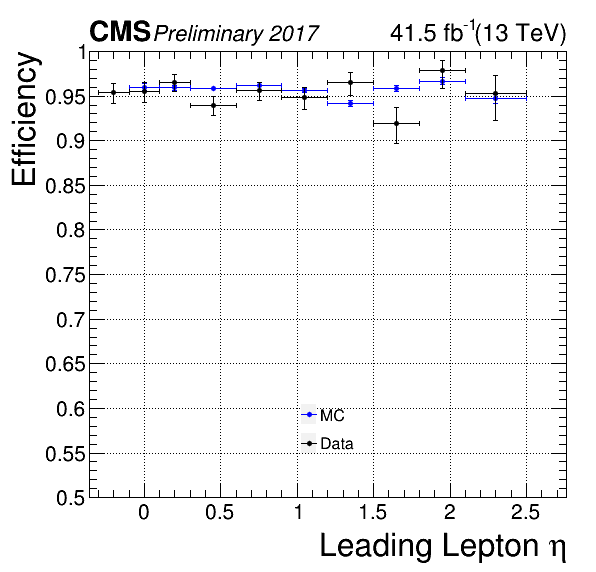 CMS Preliminary 2017 41.5 fb-1(13 TeV)
Efficiency
1
0.95
0.9
0.85
0.8
0.75
0.7
0.65
0.6
0.55
0.5
MC
Data
0 0.5 1 1.5 2 2.5
Leading Lepton η